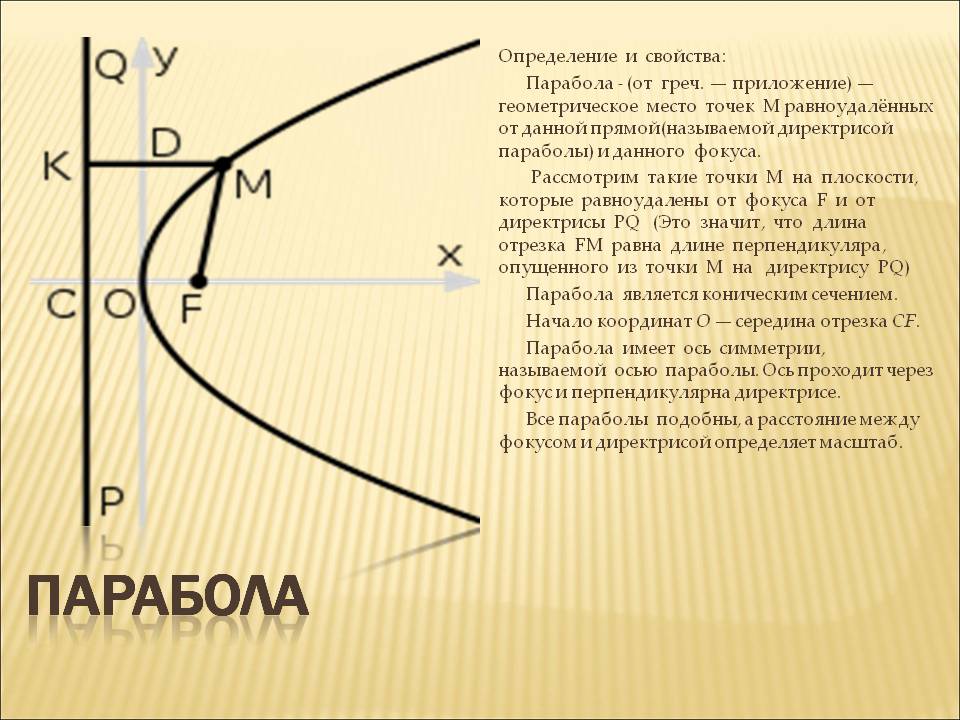 Q У
D
K
M
x
C O F
P
ПАРАБОЛА
Определение и свойства:
Парабола - (от греч. — приложение) —
геометрическое место точек M равноудалённых
от данной прямой(называемой директрисой
параболы) и данного фокуса.
Рассмотрим такие точки M на плоскости,
которые равноудалены от фокуса F и от
директрисы PQ (Это значит, что длина
отрезка FM равна длине перпендикуляра,
опущенного из точки M на директрису PQ)
Парабола является коническим сечением.
Начало координат O — середина отрезка CF.
Парабола имеет ось симметрии,
называемой осью параболы. Ось проходит через
фокус и перпендикулярна директрисе.
Все параболы подобны, а расстояние между
фокусом и директрисой определяет масштаб.